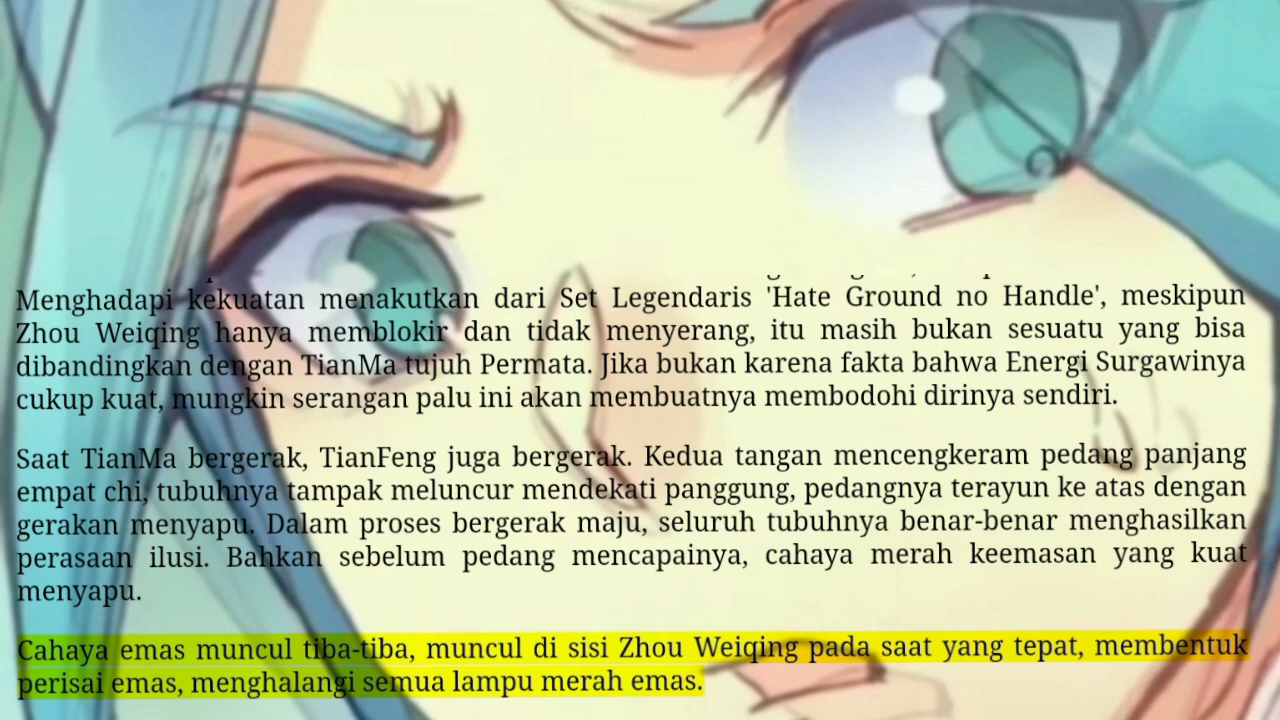 Menghadapi kekuatan menakutkan dari Set Legendaris 'Hate Ground no Handle', meskipun
Zhou Weiqing hanya memblokir dan tidak menyerang, itu masih bukan sesuatu yang bisa
dibandingkan dengan TianMa tujuh Permata. Jika bukan karena fakta bahwa Energi Surgawinya
cukup kuat, mungkin serangan palu ini akan membuatnya membodohi dirinya sendiri.
Saat TianMa bergerak, TianFeng juga bergerak. Kedua tangan mencengkeram pedang panjang
empat chi, tubuhnya tampak meluncur mendekati panggung, pedangnya terayun ke atas dengan
gerakan menyapu. Dalam proses bergerak maju, seluruh tubuhnya benar-benar menghasilkan
perasaan ilusi. Bahkan sebelum pedang mencapainya, cahaya merah keemasan yang kuat
menyapu.
Cahaya emas muncul tiba-tiba, muncul di sisi Zhou Weiqing pada saat yang tepat, membentuk
perisai emas, menghalangi semua lampu merah emas.